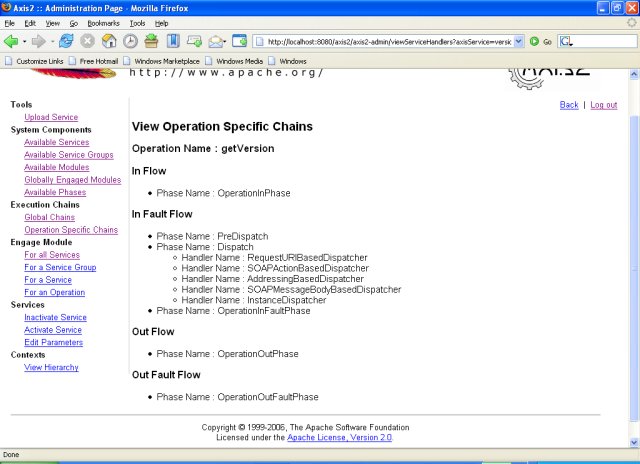 Axis2 :: Administration Page - Mozilla Firefox
File Edit View Go Bookmarks Tools Help
http://localhost:8080/axis2/axis2-admin/viewServiceHandlers?axisService=versic
Go
Customize Links Free Hotmail Windows Marketplace Windows Media Windows
http://www.apache.org/
Back | Log out
Tools
Upload Service
System Components
Available Services
Available Service Groups
Available Modules
Globally Engaged Modules
Available Phases
Execution Chains
Global Chains
Operation Specific Chains
Engage Module
For all Services
For a Service Group
For a Service
For an Operation
Services
Inactivate Service
Activate Service
Edit Parameters
Contexts
View Hierarchy
View Operation Specific Chains
Operation Name : getVersion
In Flow
Phase Name : OperationInPhase
In Fault Flow
Phase Name : PreDispatch
Phase Name : Dispatch
Handler Name : RequestURIBasedDispatcher
Handler Name : SOAPActionBasedDispatcher
Handler Name : AddressingBasedDispatcher
Handler Name : SOAPMessageBodyBasedDispatcher
Handler Name : InstanceDispatcher
Phase Name : OperationInFaultPhase
Out Flow
Phase Name : OperationOutPhase
Out Fault Flow
Phase Name : OperationOutFaultPhase
Copyright © 1999-2006, The Apache Software Foundation
Licensed under the Apache License, Version 2.0.
Done